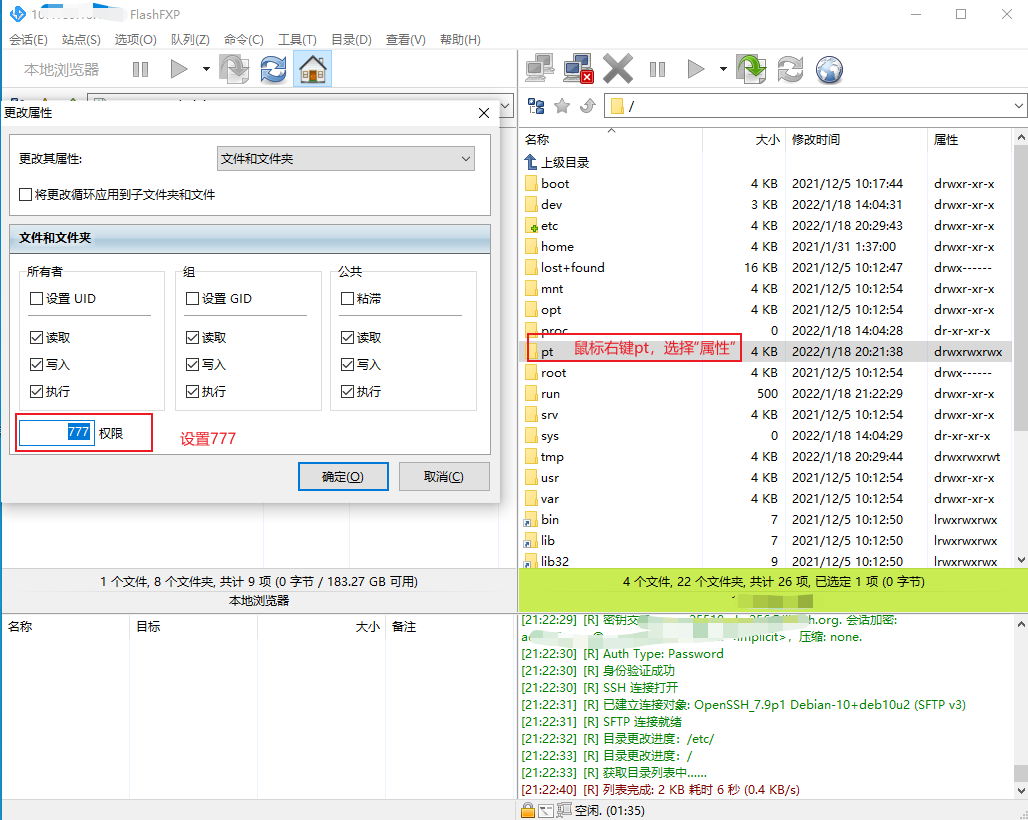 FlashFXP
会话(E) 站点(S) 选项(O) 队列(Z) 命令(C) 工具(T) 目录(D) 查看(V) 帮助(H)
本地浏览器
/
更改属性
更改其属性: 文件和文件夹
将更改循环应用到子文件夹和文件
文件和文件夹
所有者 组 公共
设置 UID 设置 GID 粘滞
读取 读取 读取
写入 写入 写入
执行 执行 执行
777 权限 设置777
确定(O) 取消(C)
名称 大小 修改时间 属性
上级目录
boot 4 KB 2021/12/5 10:17:44 drwxr-xr-x
dev 3 KB 2022/1/18 14:04:31 drwxr-xr-x
etc 4 KB 2022/1/18 20:29:43 drwxr-xr-x
home 4 KB 2021/1/31 1:37:00 drwxr-xr-x
lost+found 16 KB 2021/12/5 10:12:47 drwx------
mnt 4 KB 2021/12/5 10:12:54 drwxr-xr-x
opt 4 KB 2021/12/5 10:12:54 drwxr-xr-x
proc 0 2022/1/18 14:04:28 dr-xr-xr-x
pt 鼠标右键pt，选择“属性” 4 KB 2022/1/18 20:21:38 drwxrwxrwx
root 4 KB 2021/12/5 10:12:54 drwx------
run 500 2022/1/18 21:22:29 drwxr-xr-x
srv 4 KB 2021/12/5 10:12:54 drwxr-xr-x
sys 0 2022/1/18 14:04:29 dr-xr-xr-x
tmp 4 KB 2022/1/18 20:29:44 drwxrwxrwt
usr 4 KB 2021/12/5 10:12:54 drwxr-xr-x
var 4 KB 2021/12/5 10:12:54 drwxr-xr-x
bin 7 2021/12/5 10:12:50 lrwxrwxrwx
lib 7 2021/12/5 10:12:50 lrwxrwxrwx
lib32 9 2021/12/5 10:12:50 lrwxrwxrwx
1 个文件, 8 个文件夹, 共计 9 项 (0 字节 / 183.27 GB 可用)
本地浏览器
4 个文件, 22 个文件夹, 共计 26 项, 已选定 1 项 (0 字节)
名称 目标 大小 备注
[21:22:29] [R] 密钥交 h.org. 会话加密:
implicit>，压缩: none.
[21:22:30] [R] Auth Type: Password
[21:22:30] [R] 身份验证成功
[21:22:30] [R] SSH 连接打开
[21:22:31] [R] 已建立连接对象: OpenSSH_7.9p1 Debian-10+deb10u2 (SFTP v3)
[21:22:31] [R] SFTP 连接就绪
[21:22:32] [R] 目录更改进度：/etc/
[21:22:33] [R] 目录更改进度：/
[21:22:33] [R] 获取目录列表中......
[21:22:40] [R] 列表完成: 2 KB 耗时 6 秒 (0.4 KB/s)
空闲. (01:35)